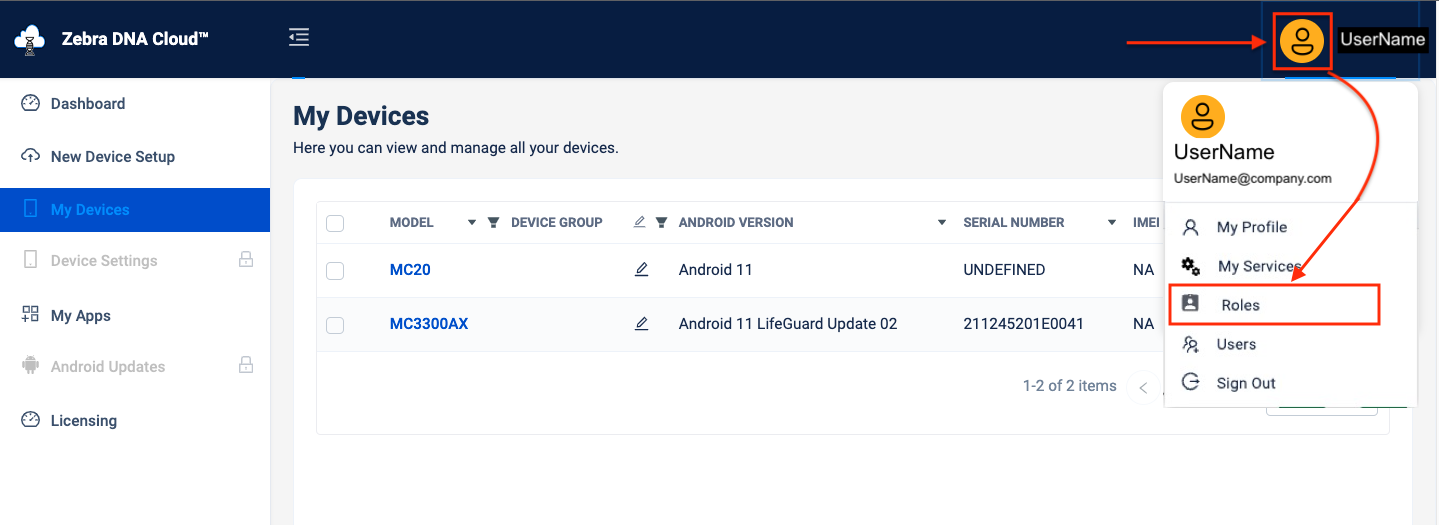 Zebra DNA Cloud™
UserName
Dashboard
New Device Setup
My Devices
Device Settings
My Apps
Android Updates
Licensing
My Devices
Here you can view and manage all your devices.
MODEL DEVICE GROUP ANDROID VERSION SERIAL NUMBER IMEI
MC20 Android 11 UNDEFINED NA
MC3300AX Android 11 LifeGuard Update 02 211245201E0041 NA
1-2 of 2 items
UserName
UserName@company.com
My Profile
My Services
Roles
Users
Sign Out